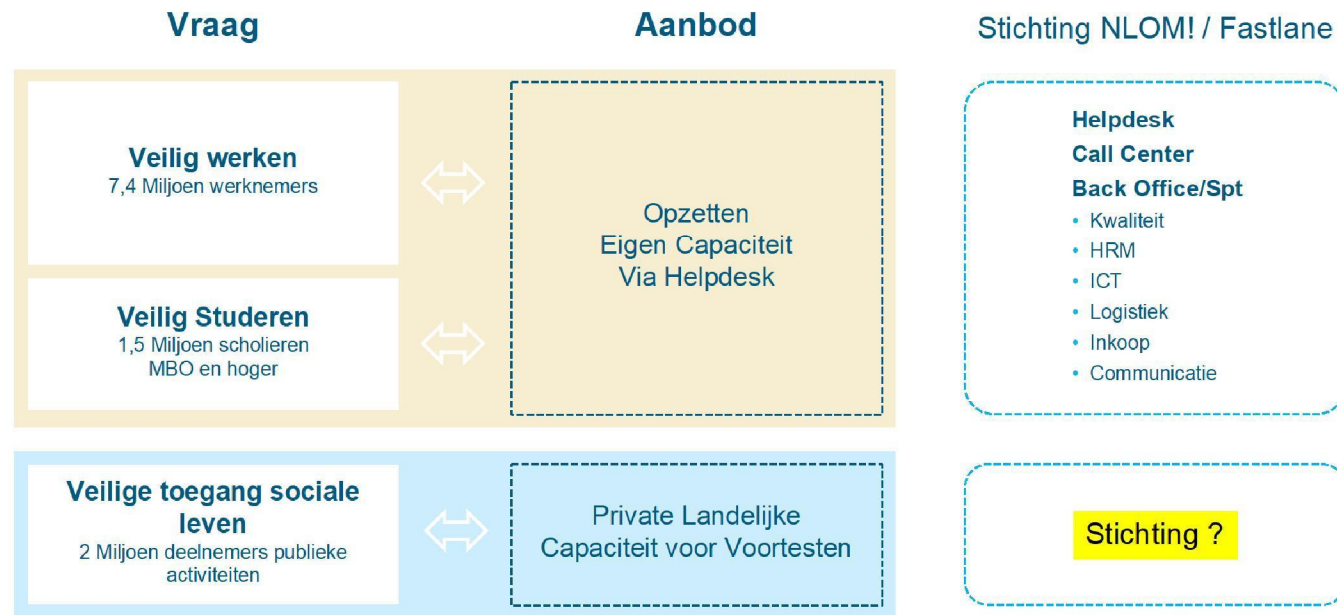 Vraag
Aanbod
Stichting NLOM! / Fastlane
Veilig werken
7,4 Miljoen werknemers
Veilig Studeren
1,5 Miljoen scholieren
MBO en hoger
Opzetten
Eigen Capaciteit
Via Helpdesk
Helpdesk
Call Center
Back Office/Spt
• Kwaliteit
• HRM
• ICT
• Logistiek
• Inkoop
• Communicatie
Veilige toegang sociale
leven
2 Miljoen deelnemers publieke
activiteiten
Private Landelijke
Capaciteit voor Voortesten
Stichting ?